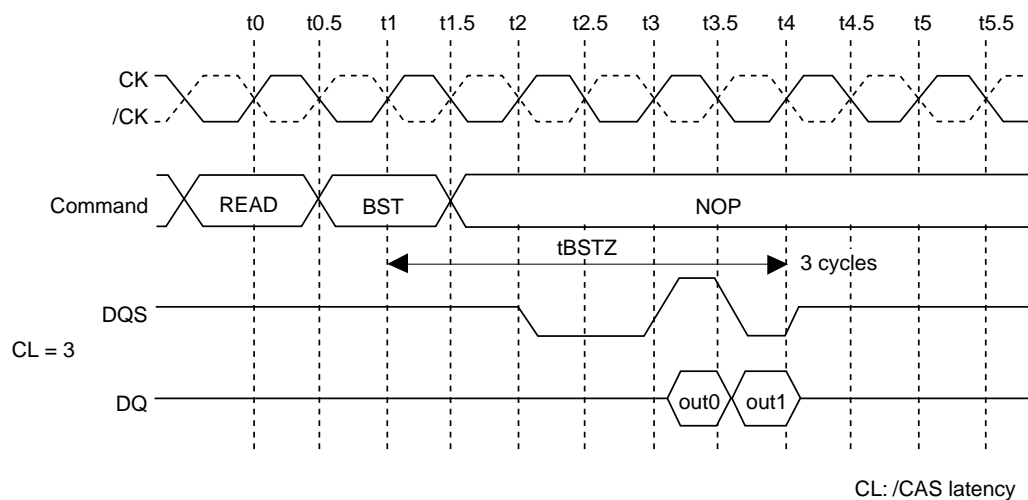 t0 t0.5 t1 t1.5 t2 t2.5 t3 t3.5 t4 t4.5 t5 t5.5
CK
/CK
Command READ BST NOP
tBSTZ
3 cycles
DQS
CL = 3
DQ out0 out1
CL: /CAS latency